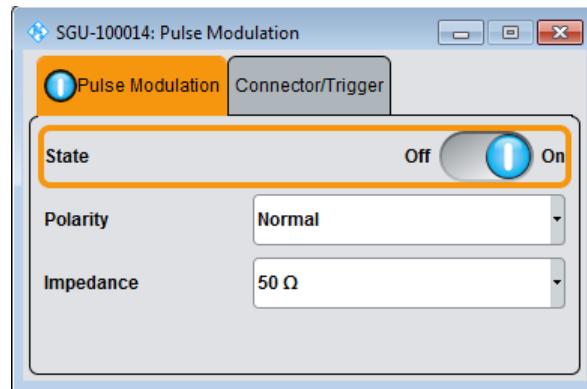 SGU-100014: Pulse Modulation
Pulse Modulation Connector/Trigger
State Off On
Polarity Normal
Impedance 50 Ω